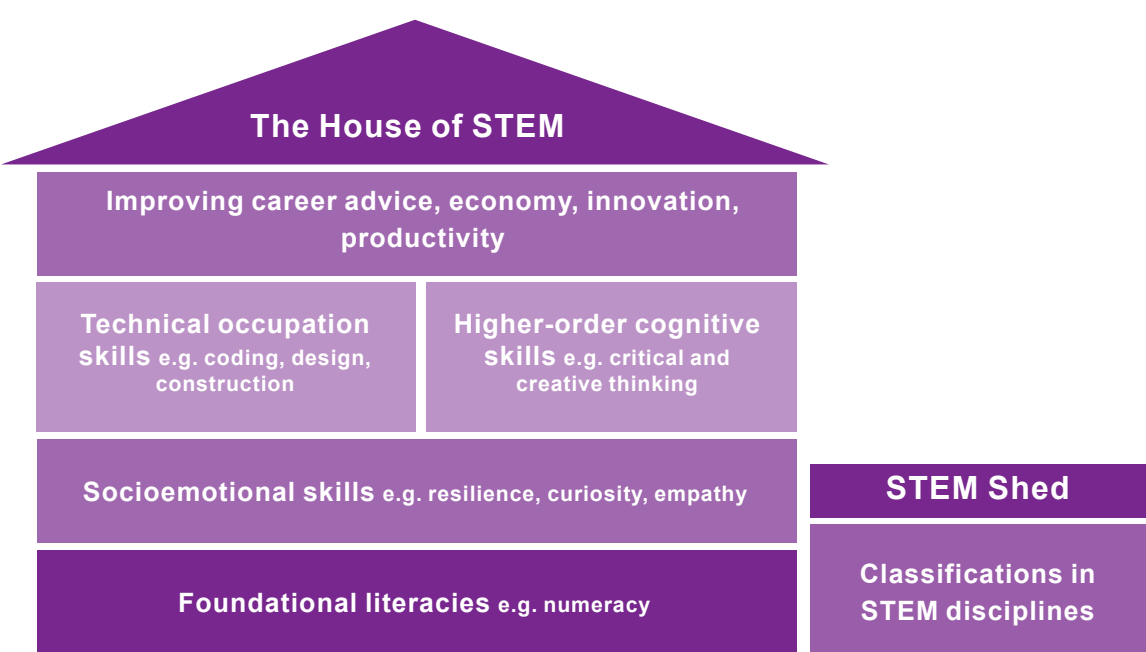 The House of STEM
Improving career advice, economy, innovation,
productivity
Technical occupation
skills e.g. coding, design,
construction
Higher-order cognitive
skills e.g. critical and
creative thinking
Socioemotional skills e.g. resilience, curiosity, empathy
Foundational literacies e.g. numeracy
STEM Shed
Classifications in
STEM disciplines